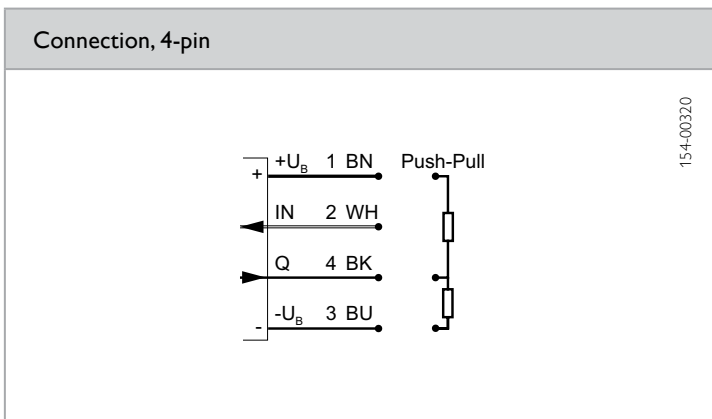 Connection, 4-pin
154-00320
+ +U_B 1 BN Push-Pull
IN 2 WH
Q 4 BK
- -U_B 3 BU